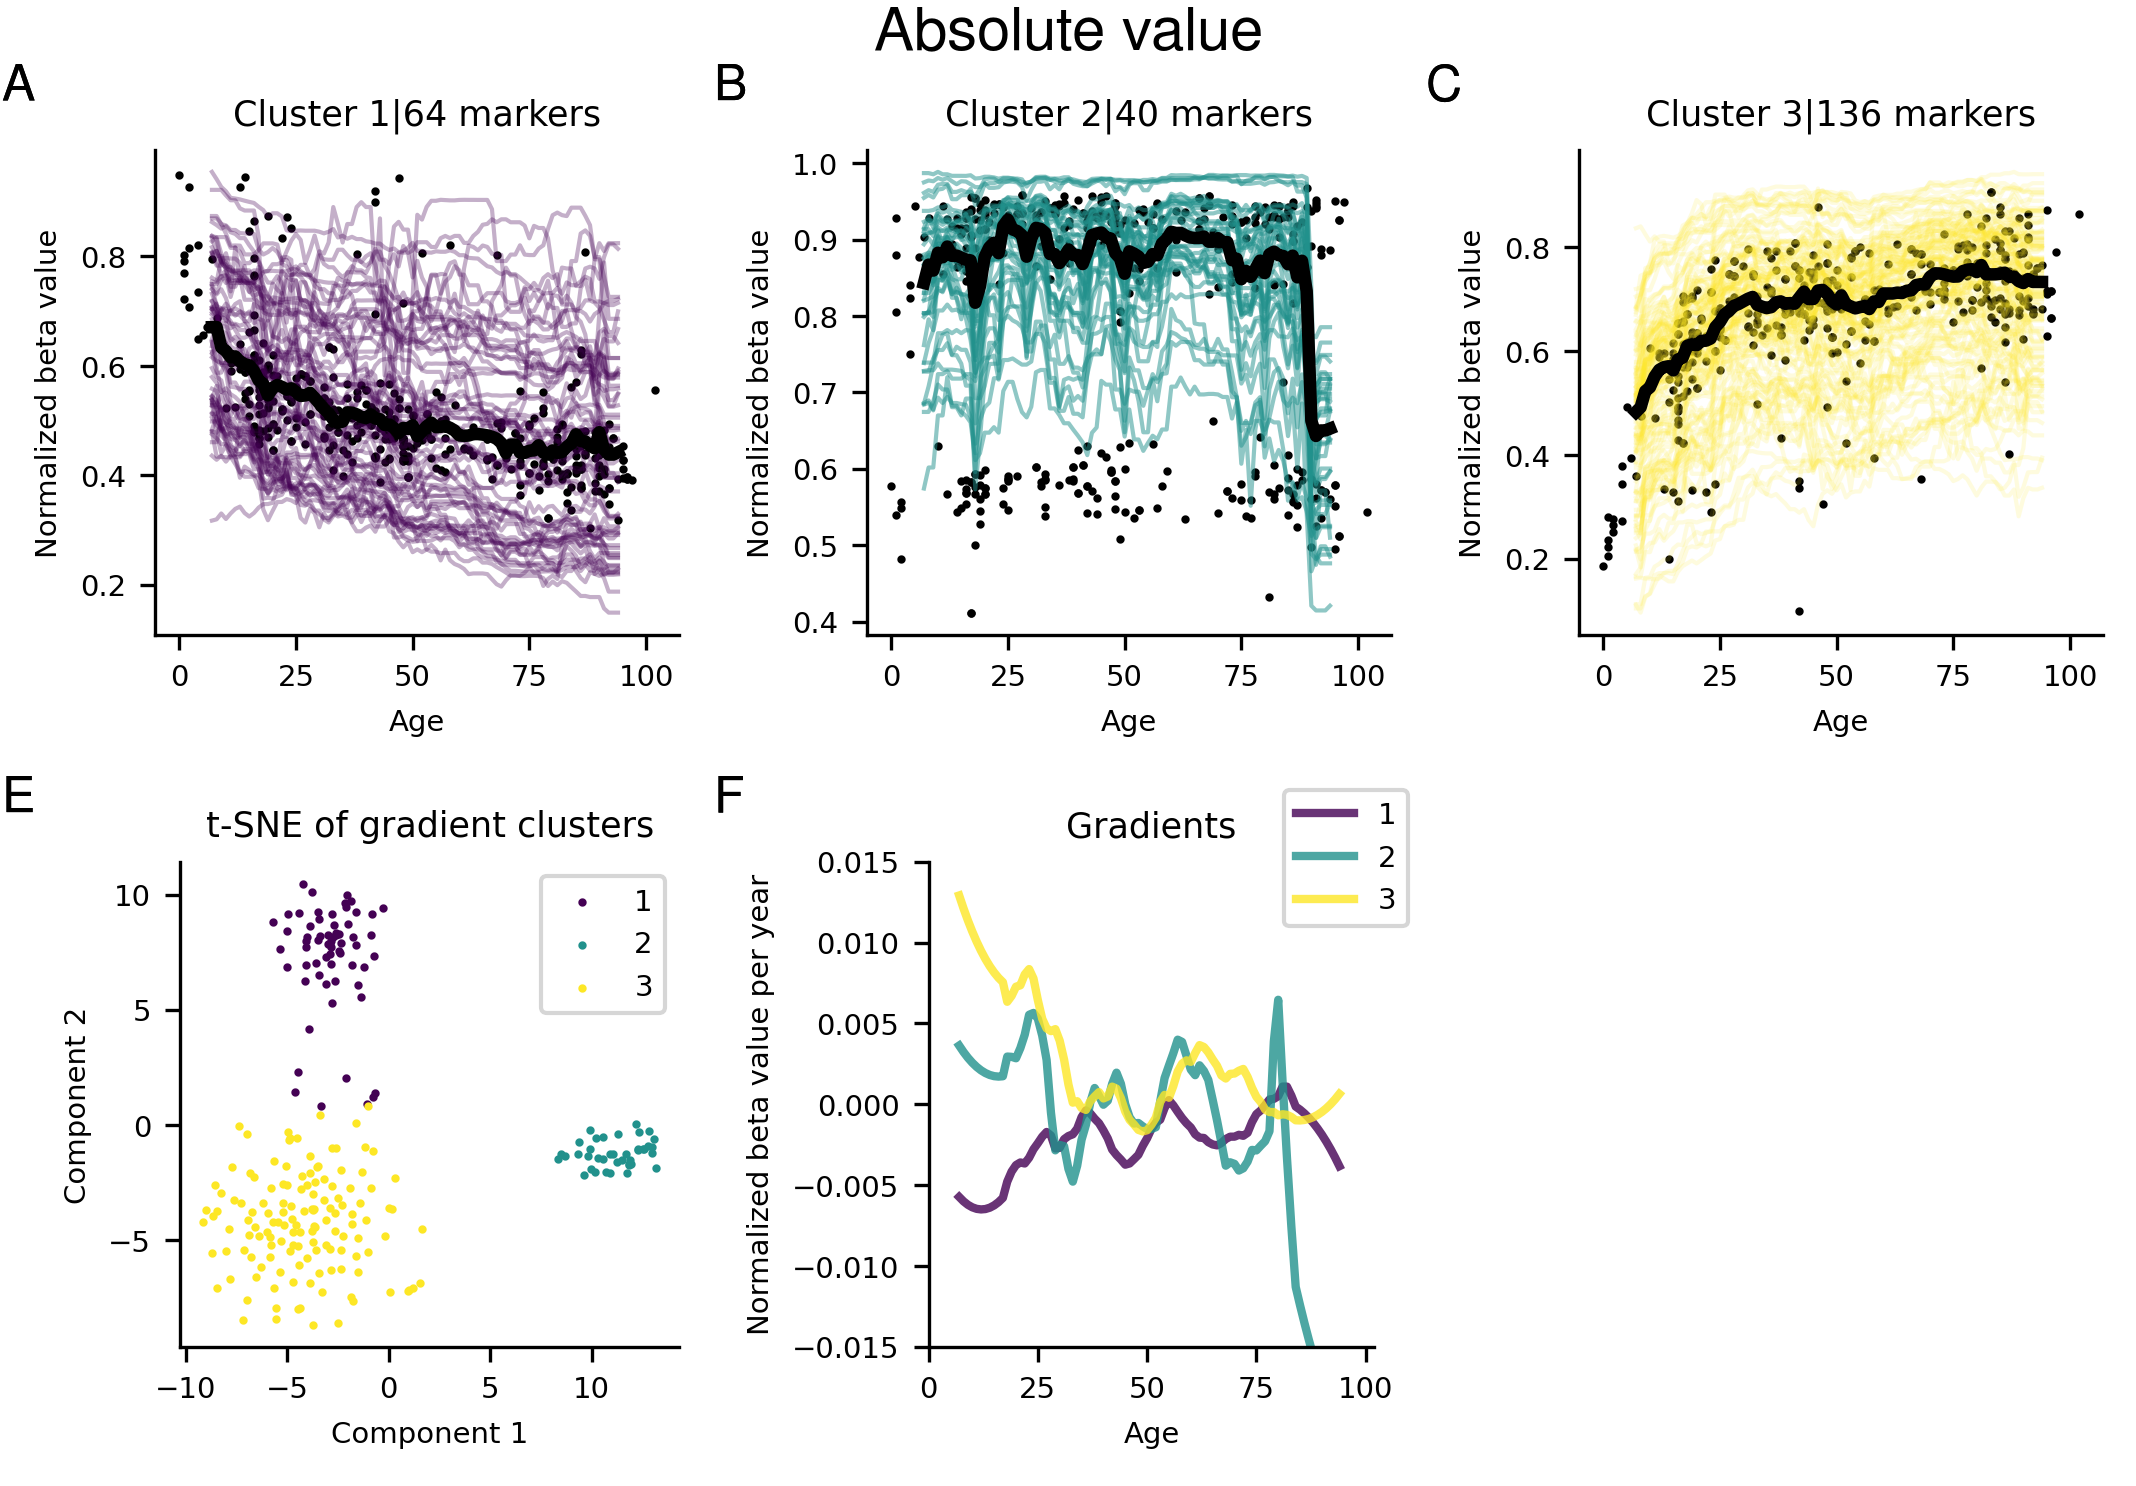 Absolute value
A
B
C
Cluster 1|64 markers
Cluster 2|40 markers
Cluster 3|136 markers
Normalized beta value
0.8
0.6
0.4
0.2
0
25
50
75
100
Age
Normalized beta value
1.0
0.9
0.8
0.7
0.6
0.5
0.4
0
25
50
75
100
Age
Normalized beta value
0.8
0.6
0.4
0.2
0
25
50
75
100
Age
E
t-SNE of gradient clusters
1
2
3
Component 2
10
5
0
−5
−10
−5
0
5
10
Component 1
F
Gradients
1
2
3
Normalized beta value per year
0.015
0.010
0.005
0.000
−0.005
−0.010
−0.015
0
25
50
75
100
Age